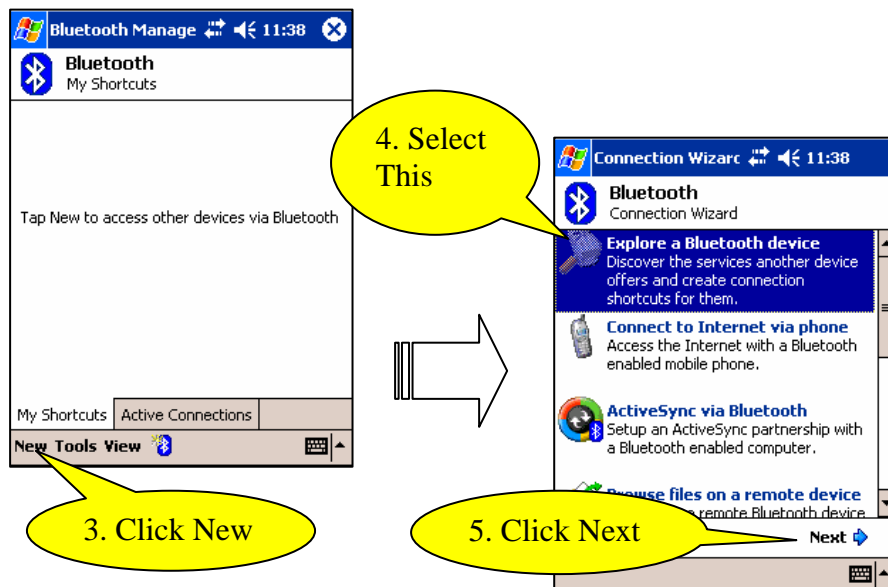 Bluetooth Manage 11:38
Bluetooth
My Shortcuts
Tap New to access other devices via Bluetooth
My Shortcuts Active Connections
New Tools View
3. Click New
4. Select
This
Connection Wizarc 11:38
Bluetooth
Connection Wizard
Explore a Bluetooth device
Discover the services another device
offers and create connection
shortcuts for them.
Connect to Internet via phone
Access the Internet with a Bluetooth
enabled mobile phone.
ActiveSync via Bluetooth
Setup an ActiveSync partnership with
a Bluetooth enabled computer.
Browse files on a remote device
remote Bluetooth device
5. Click Next
Next